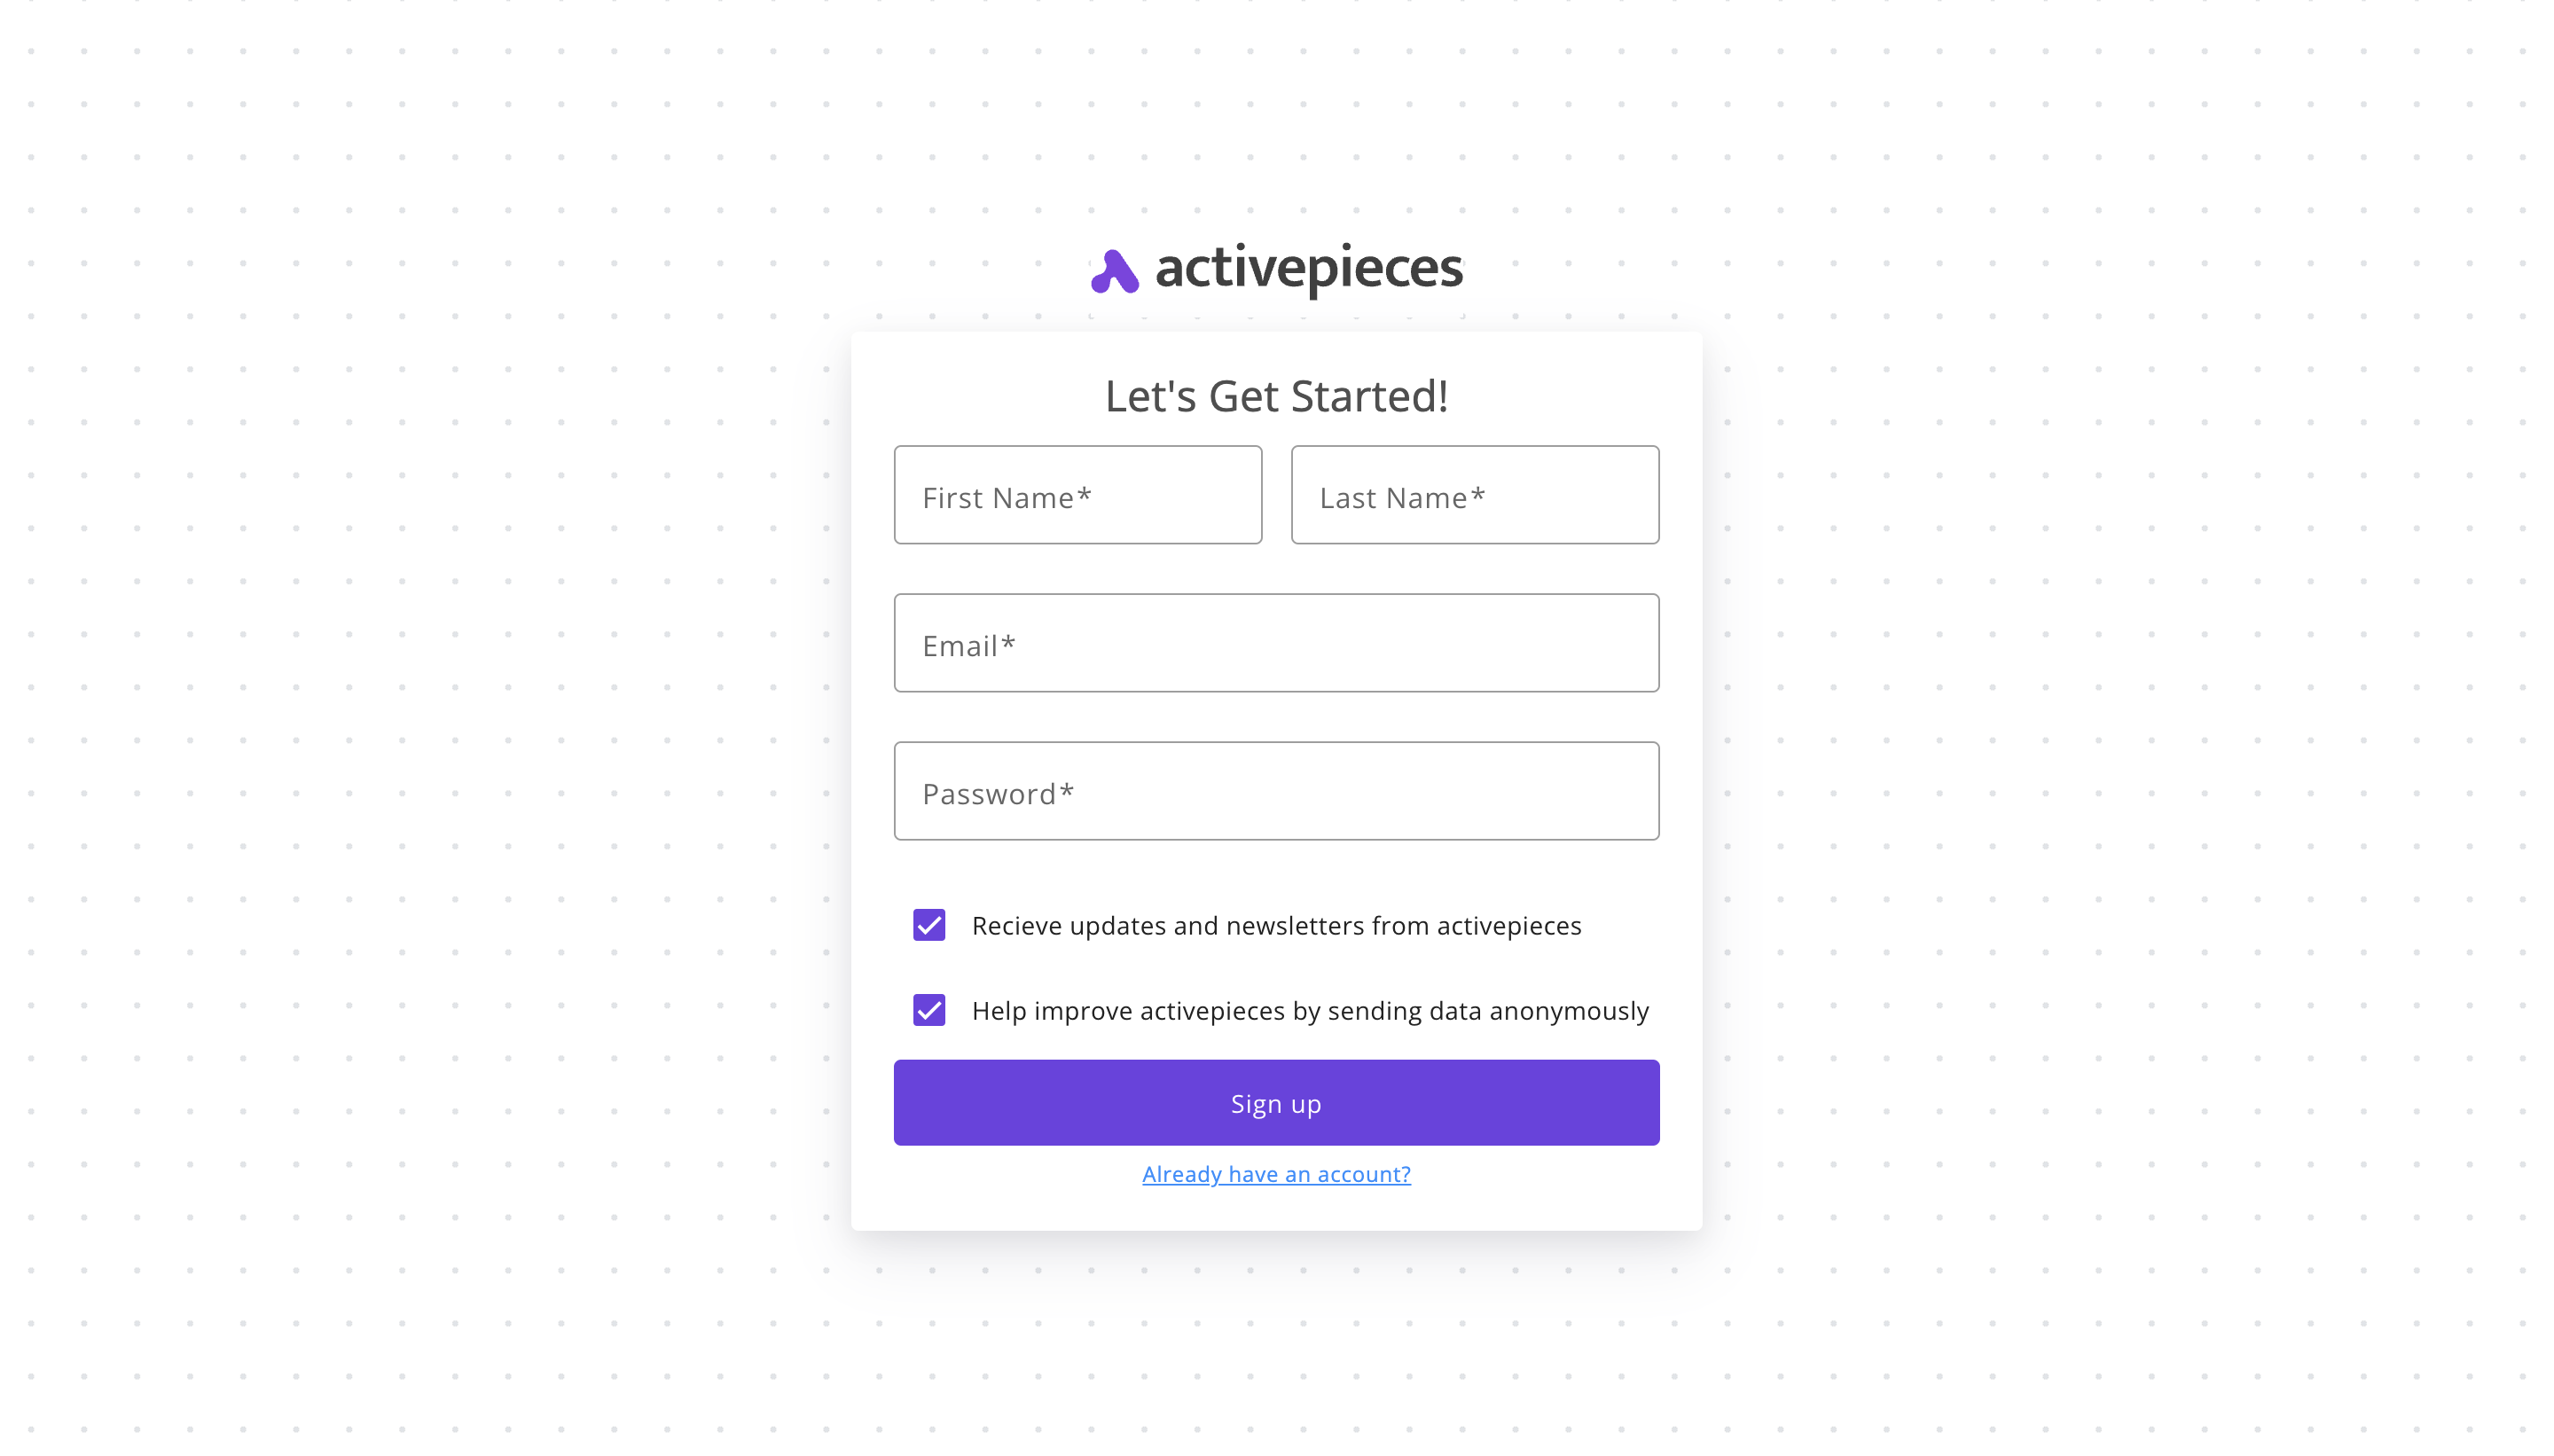 activepieces
Let's Get Started!
First Name*
Last Name*
Email*
Password*
Recieve updates and newsletters from activepieces
Help improve activepieces by sending data anonymously
Sign up
Already have an account?